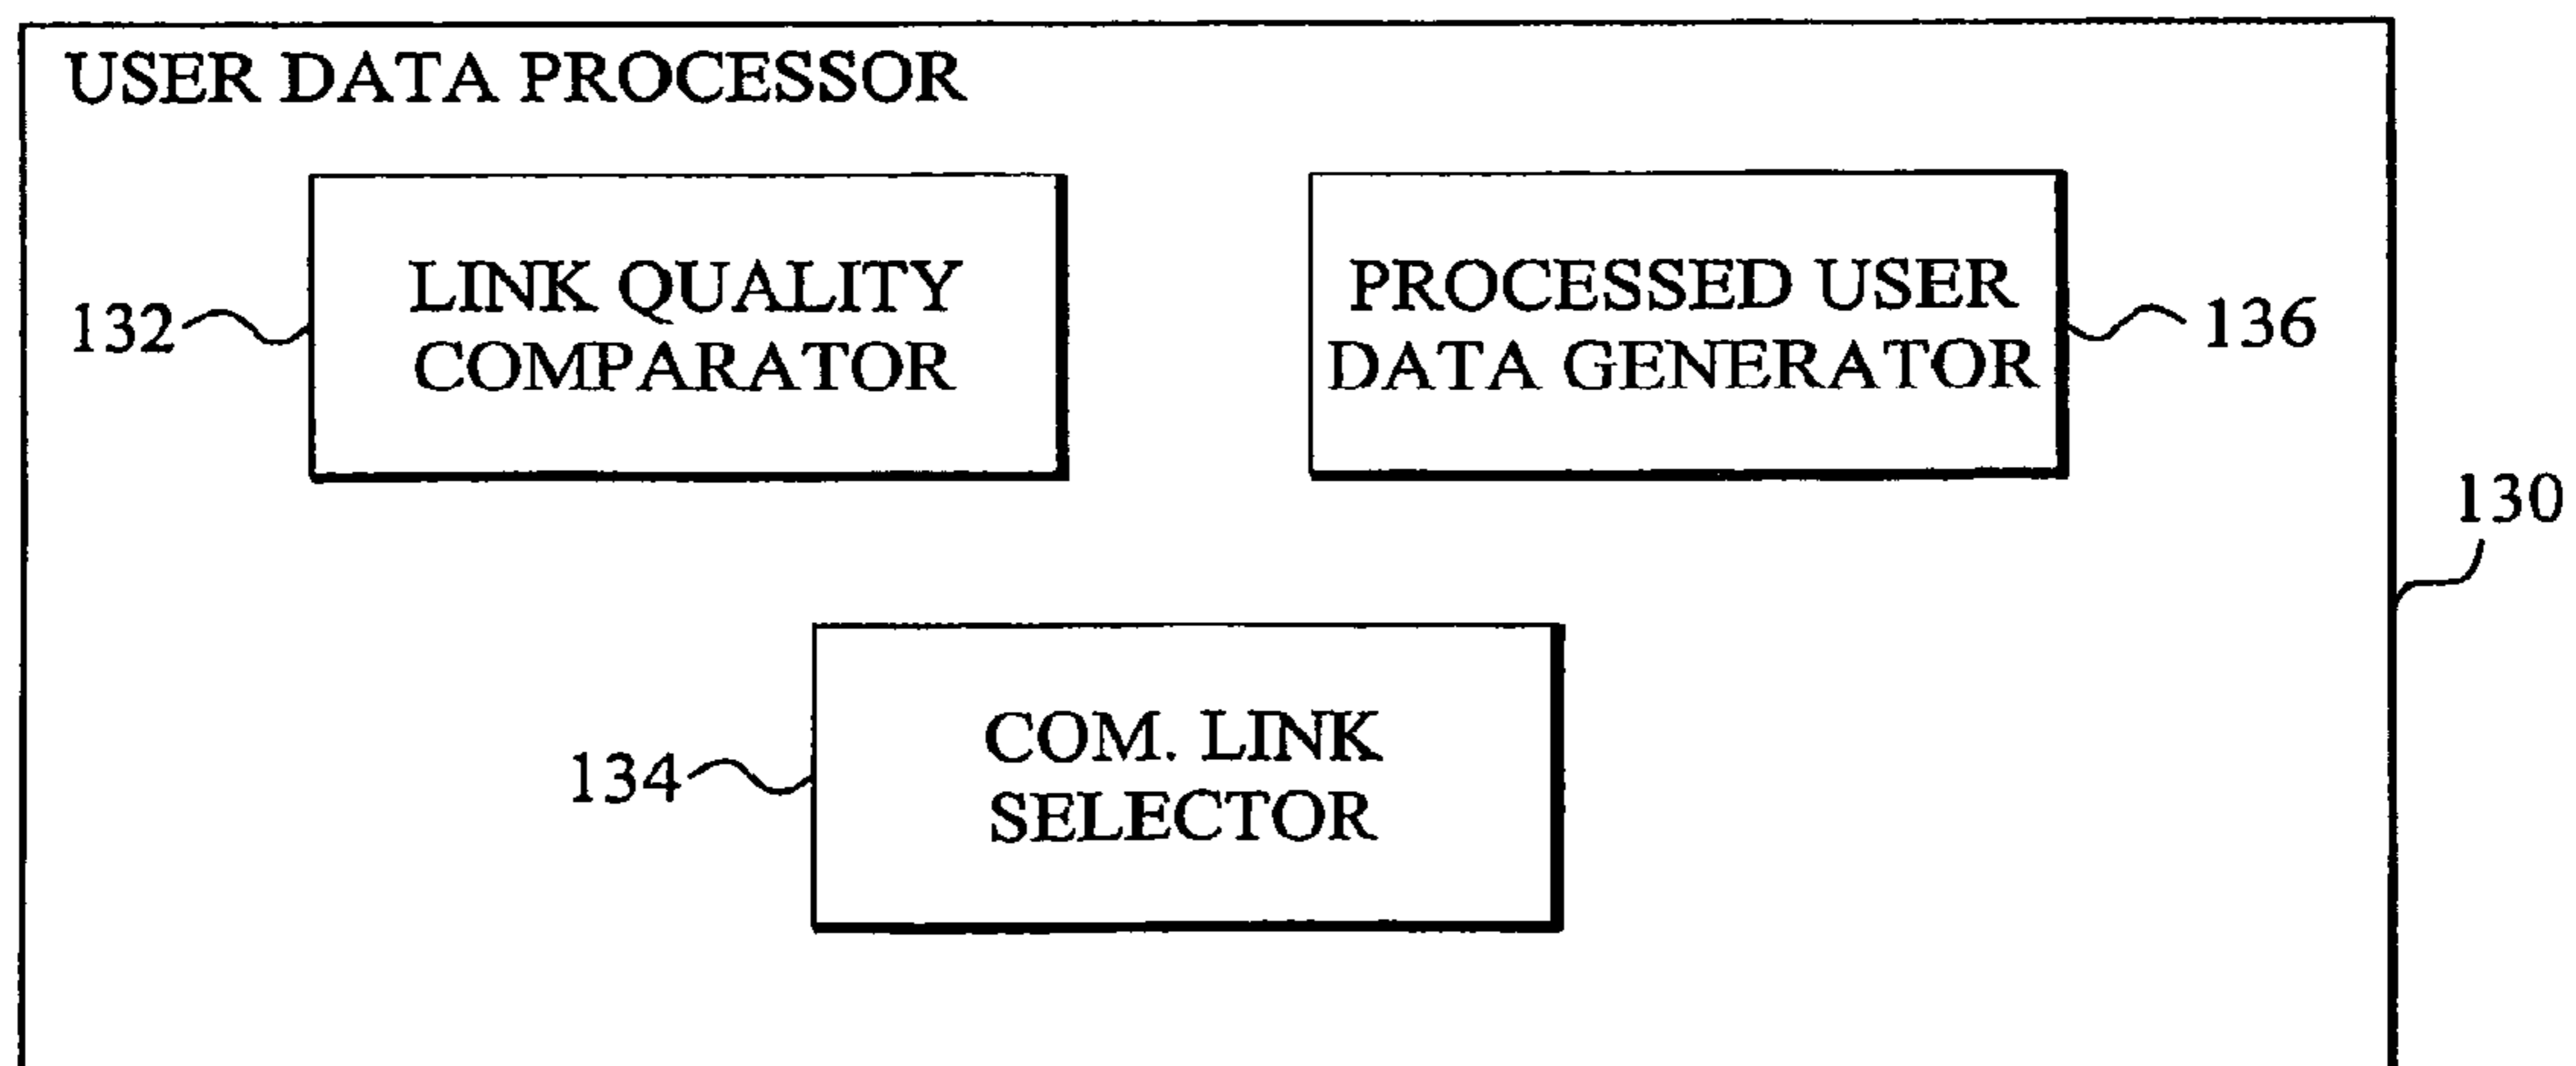 USER DATA PROCESSOR
132
LINK QUALITY
COMPARATOR
PROCESSED USER
DATA GENERATOR
136
130
134
COM. LINK
SELECTOR